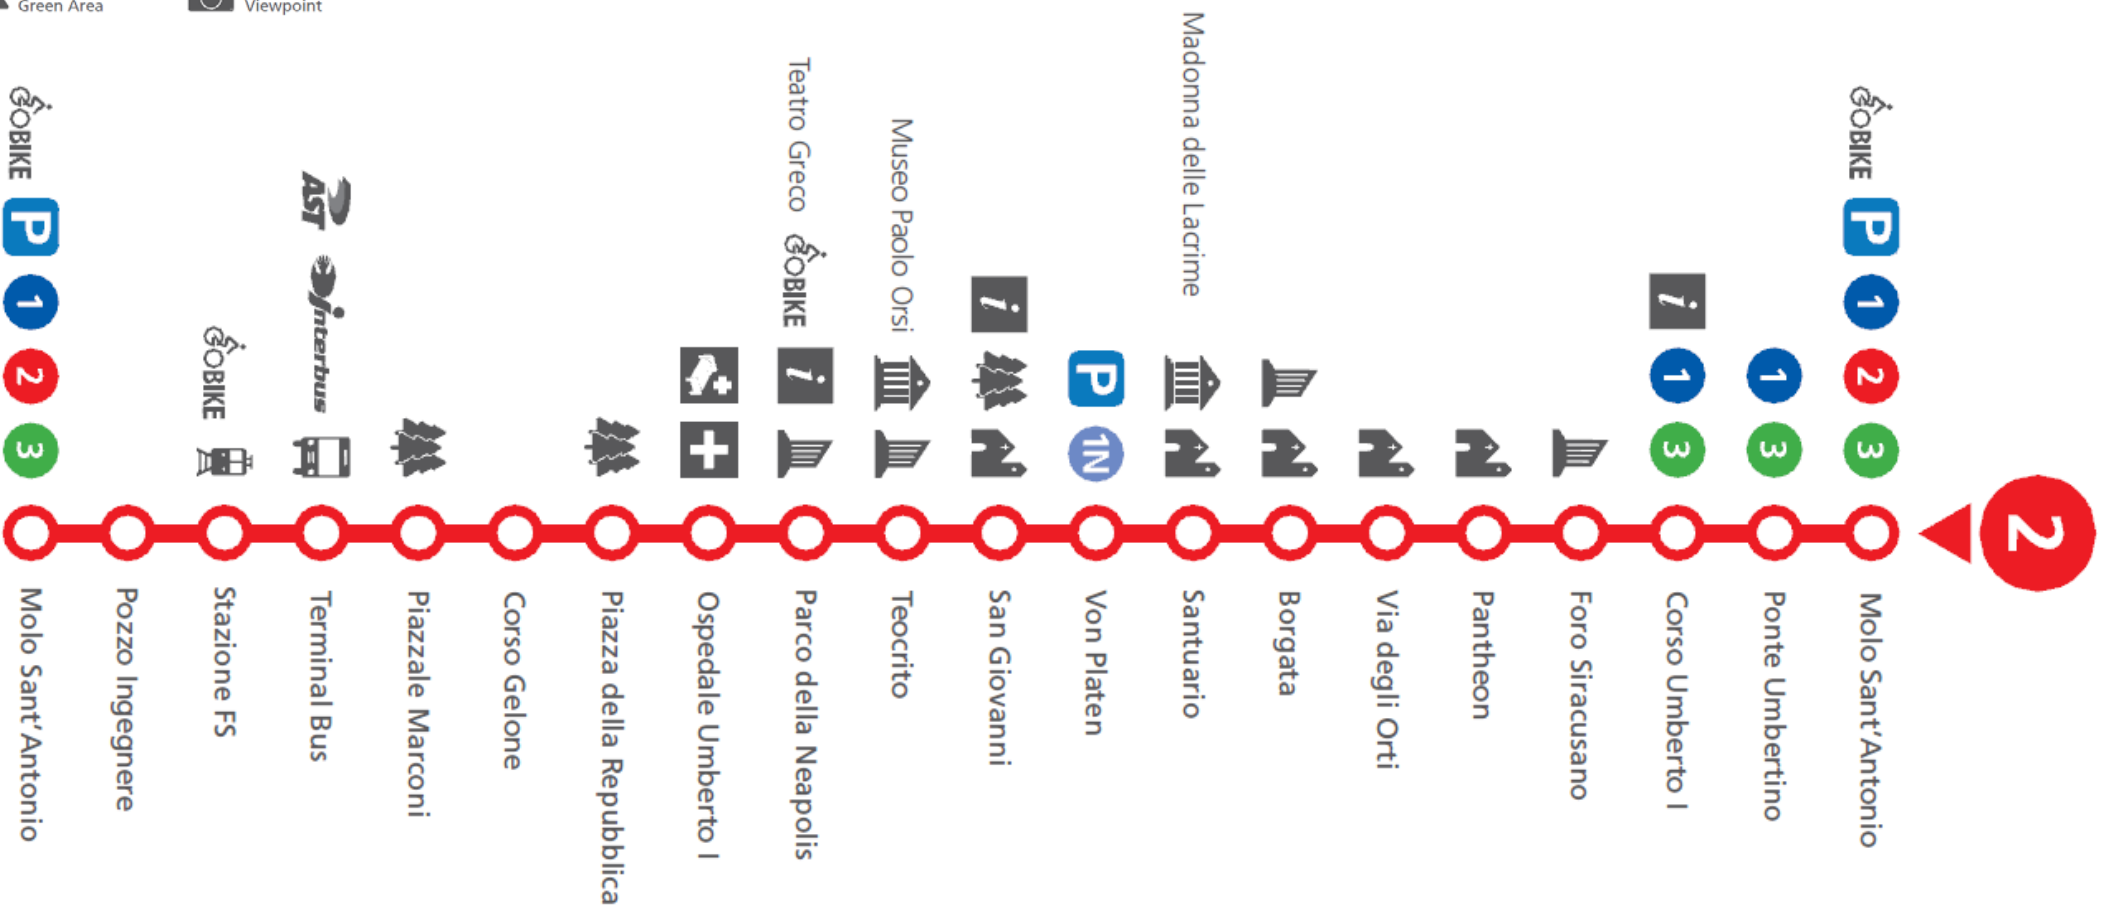 Green Area
Viewpoint
2
GOBIKE P 1 2 3 Molo Sant'Antonio
1 3 Ponte Umbertino
i 1 3 Corso Umberto I
Foro Siracusano
Pantheon
Via degli Orti
Borgata
Madonna delle Lacrime Santuario
P 1N Von Platen
i San Giovanni
Museo Paolo Orsi Teocrito
Teatro Greco GOBIKE i Parco della Neapolis
Ospedale Umberto I
Piazza della Repubblica
Corso Gelone
Piazzale Marconi
AST Interbus Terminal Bus
GOBIKE Stazione FS
Pozzo Ingegnere
GOBIKE P 1 2 3 Molo Sant'Antonio